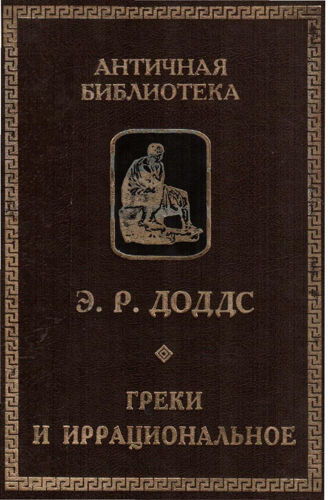 АНТИЧНАЯ
БИБЛИОТЕКА
Э. Р. ДОДДС
ГРЕКИ
И ИРРАЦИОНАЛЬНОЕ